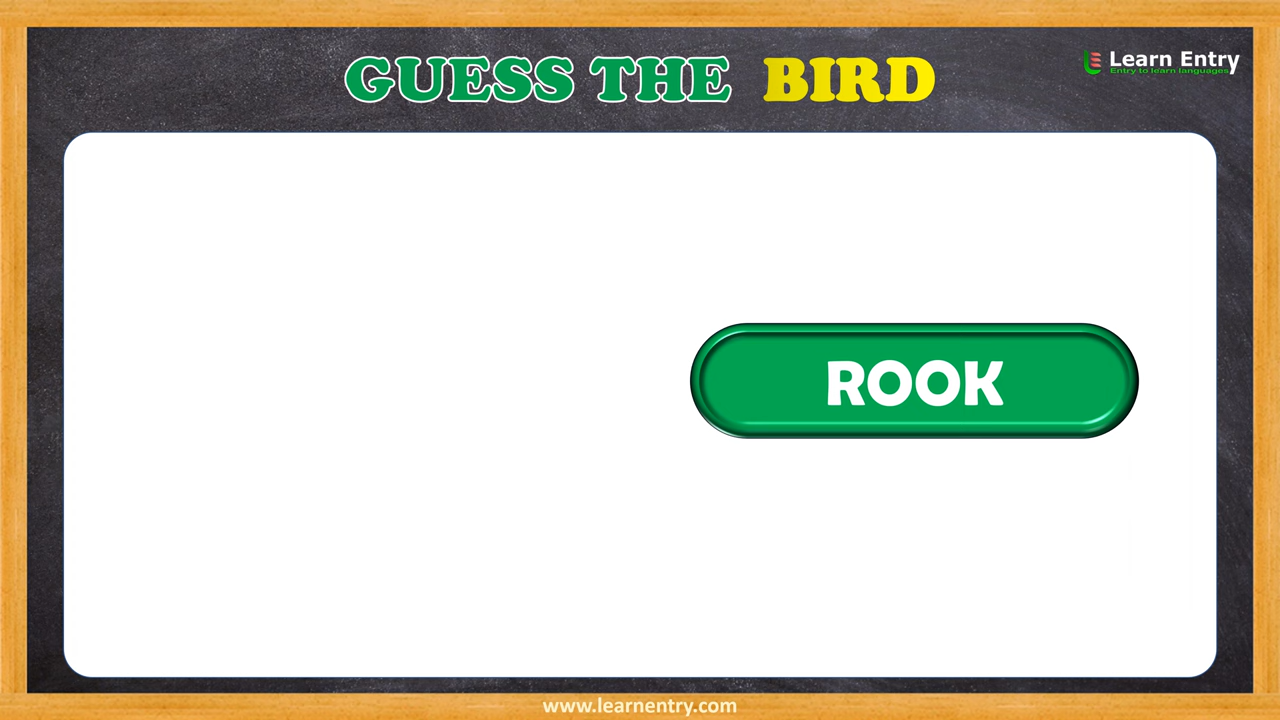 GUESS THE BIRD
Learn Entry
Entry to learn languages
ROOK
www.learnentry.com